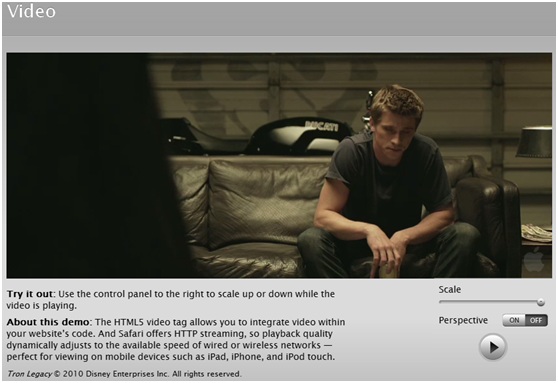 Video
DUCATI
Try it out: Use the control panel to the right to scale up or down while the
video is playing.
About this demo: The HTML5 video tag allows you to integrate video within
your website's code. And Safari offers HTTP streaming, so playback quality
dynamically adjusts to the available speed of wired or wireless networks —
perfect for viewing on mobile devices such as iPad, iPhone, and iPod touch.
Tron Legacy © 2010 Disney Enterprises Inc. All rights reserved.
Scale
Perspective ON OFF